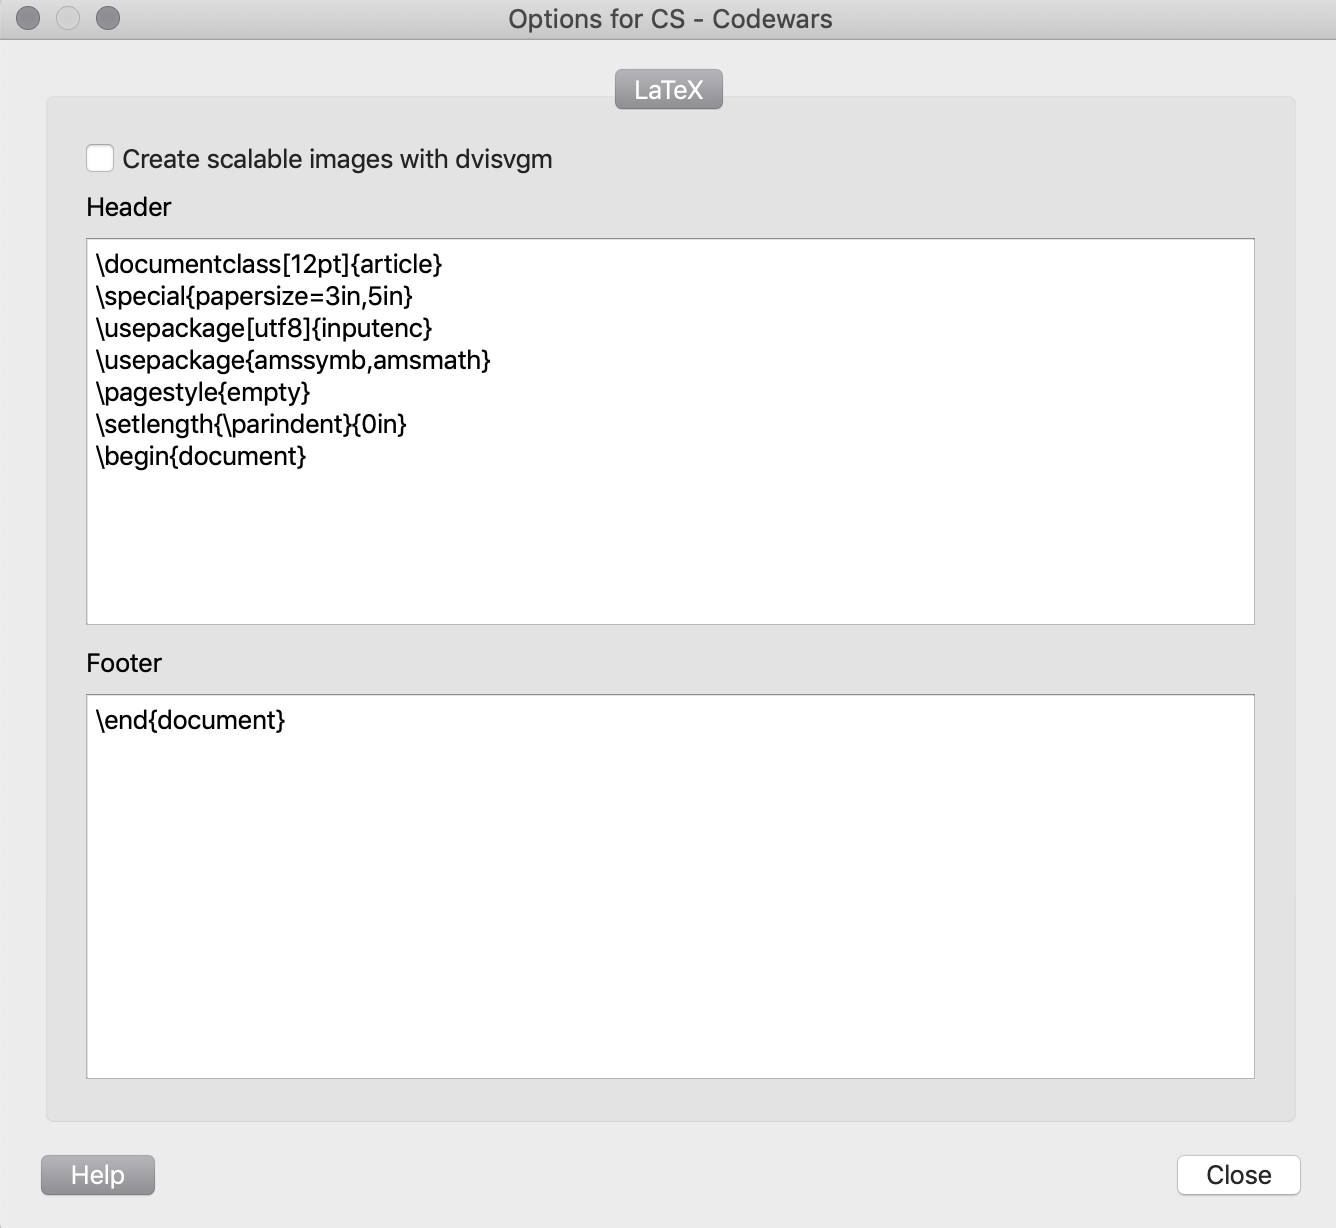 Options for CS - Codewars
LaTeX
Create scalable images with dvisvgm
Header
\documentclass[12pt]{article}
\special{papersize=3in,5in}
\usepackage[utf8]{inputenc}
\usepackage{amssymb,amsmath}
\pagestyle{empty}
\setlength{\parindent}{0in}
\begin{document}
Footer
\end{document}
Help
Close